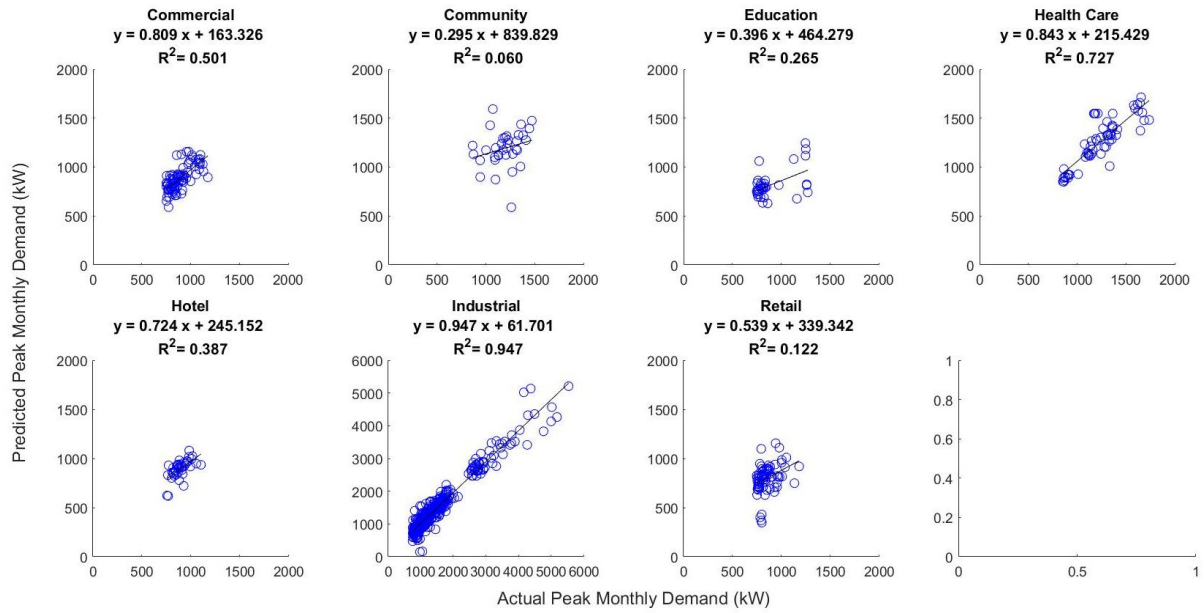 Commercial
y = 0.809 x + 163.326
R²= 0.501
2000
1500
1000
500
0
0 500 1000 1500 2000
Community
y = 0.295 x + 839.829
R²= 0.060
2000
1500
1000
500
0
0 500 1000 1500 2000
Education
y = 0.396 x + 464.279
R²= 0.265
2000
1500
1000
500
0
0 500 1000 1500 2000
Health Care
y = 0.843 x + 215.429
R²= 0.727
2000
1500
1000
500
0
0 500 1000 1500 2000
Predicted Peak Monthly Demand (kW)
Hotel
y = 0.724 x + 245.152
R²= 0.387
2000
1500
1000
500
0
0 500 1000 1500 2000
Industrial
y = 0.947 x + 61.701
R²= 0.947
6000
5000
4000
3000
2000
1000
0
0 1000 2000 3000 4000 5000 6000
Retail
y = 0.539 x + 339.342
R²= 0.122
2000
1500
1000
500
0
0 500 1000 1500 2000
1
0.8
0.6
0.4
0.2
0
0 0.5 1
Actual Peak Monthly Demand (kW)